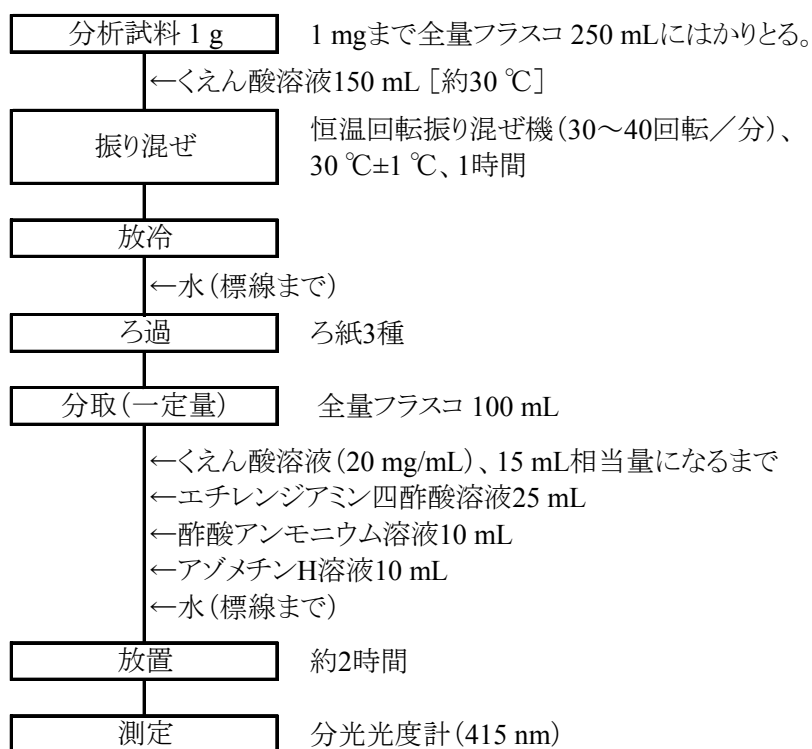 分析試料 1 g
1 mgまで全量フラスコ 250 mLにはかりとる。
←くえん酸溶液150 mL [約30 ℃]
振り混ぜ
恒温回転振り混ぜ機(30～40回転／分)、
30 ℃±1 ℃、1時間
放冷
←水(標線まで)
ろ過
ろ紙3種
分取(一定量)
全量フラスコ 100 mL
←くえん酸溶液(20 mg/mL)、15 mL相当量になるまで
←エチレンジアミン四酢酸溶液25 mL
←酢酸アンモニウム溶液10 mL
←アゾメチンH溶液10 mL
←水(標線まで)
放置
約2時間
測定
分光光度計(415 nm)